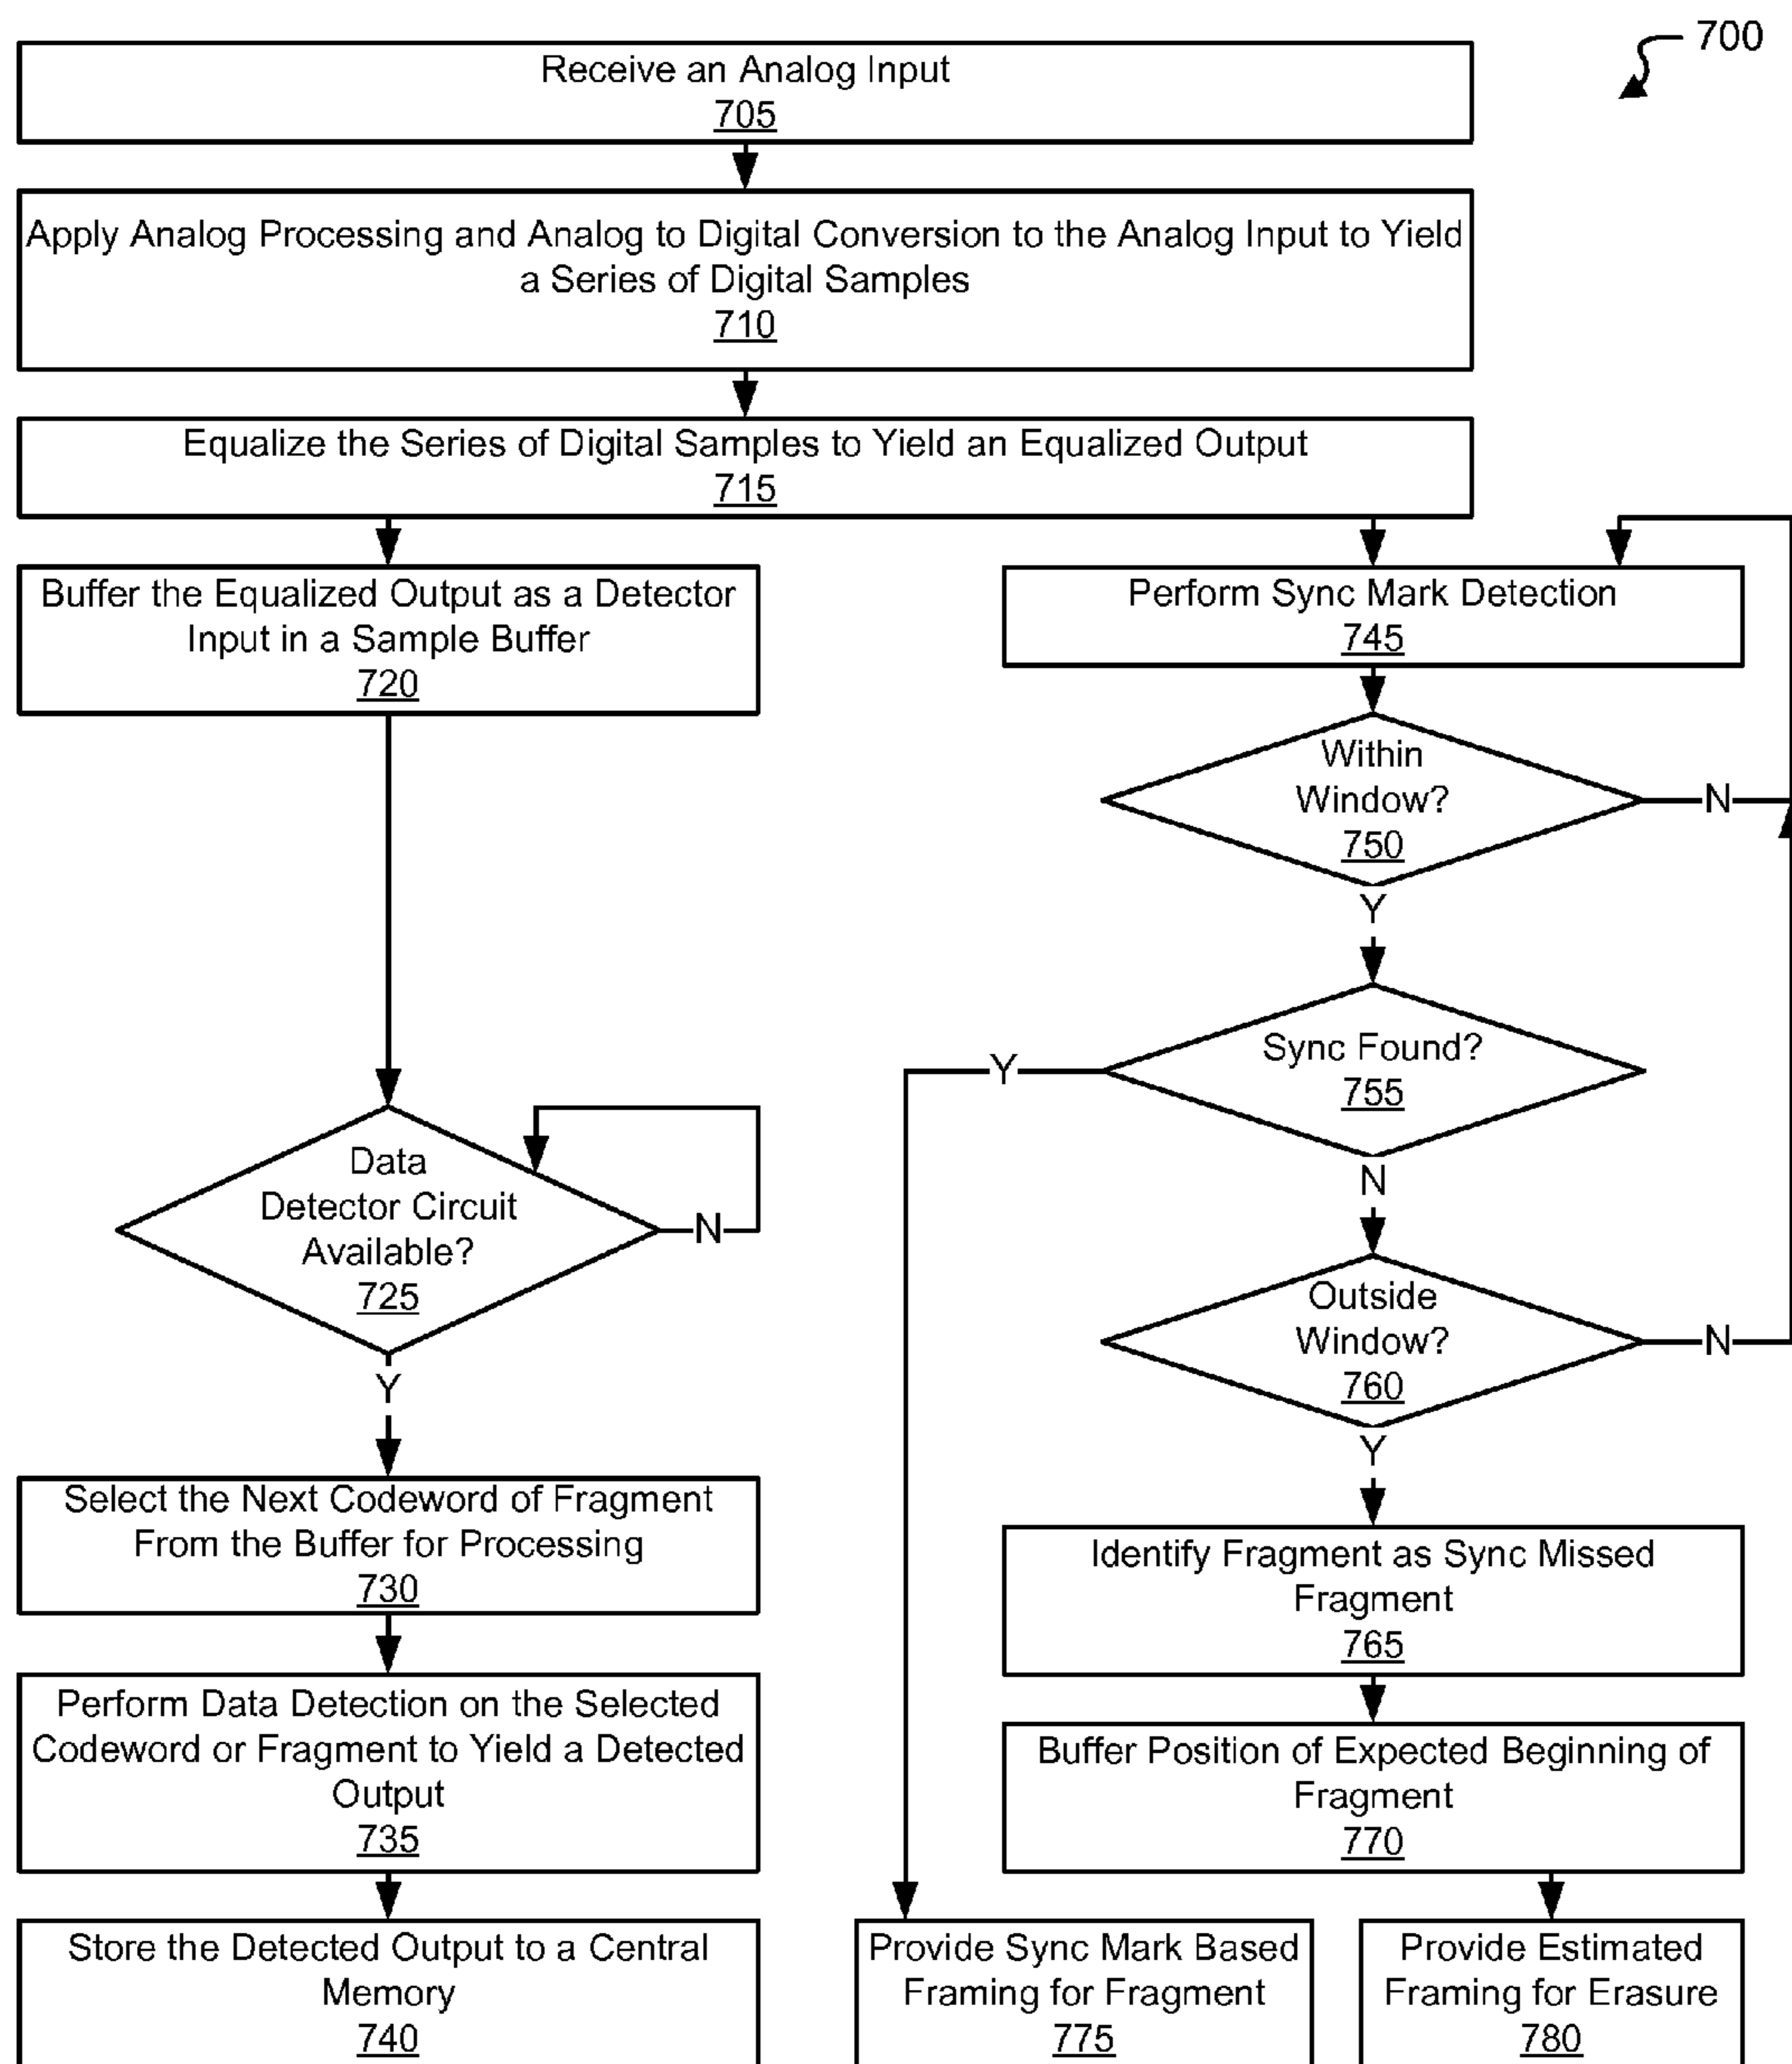 700
Receive an Analog Input
705
Apply Analog Processing and Analog to Digital Conversion to the Analog Input to Yield
a Series of Digital Samples
710
Equalize the Series of Digital Samples to Yield an Equalized Output
715
Buffer the Equalized Output as a Detector
Input in a Sample Buffer
720
Data
Detector Circuit
Available?
725
N
Y
Select the Next Codeword of Fragment
From the Buffer for Processing
730
Perform Data Detection on the Selected
Codeword or Fragment to Yield a Detected
Output
735
Store the Detected Output to a Central
Memory
740
Perform Sync Mark Detection
745
Within
Window?
750
N
Y
Sync Found?
755
Y
N
Outside
Window?
760
N
Y
Identify Fragment as Sync Missed
Fragment
765
Buffer Position of Expected Beginning of
Fragment
770
Provide Sync Mark Based
Framing for Fragment
775
Provide Estimated
Framing for Erasure
780